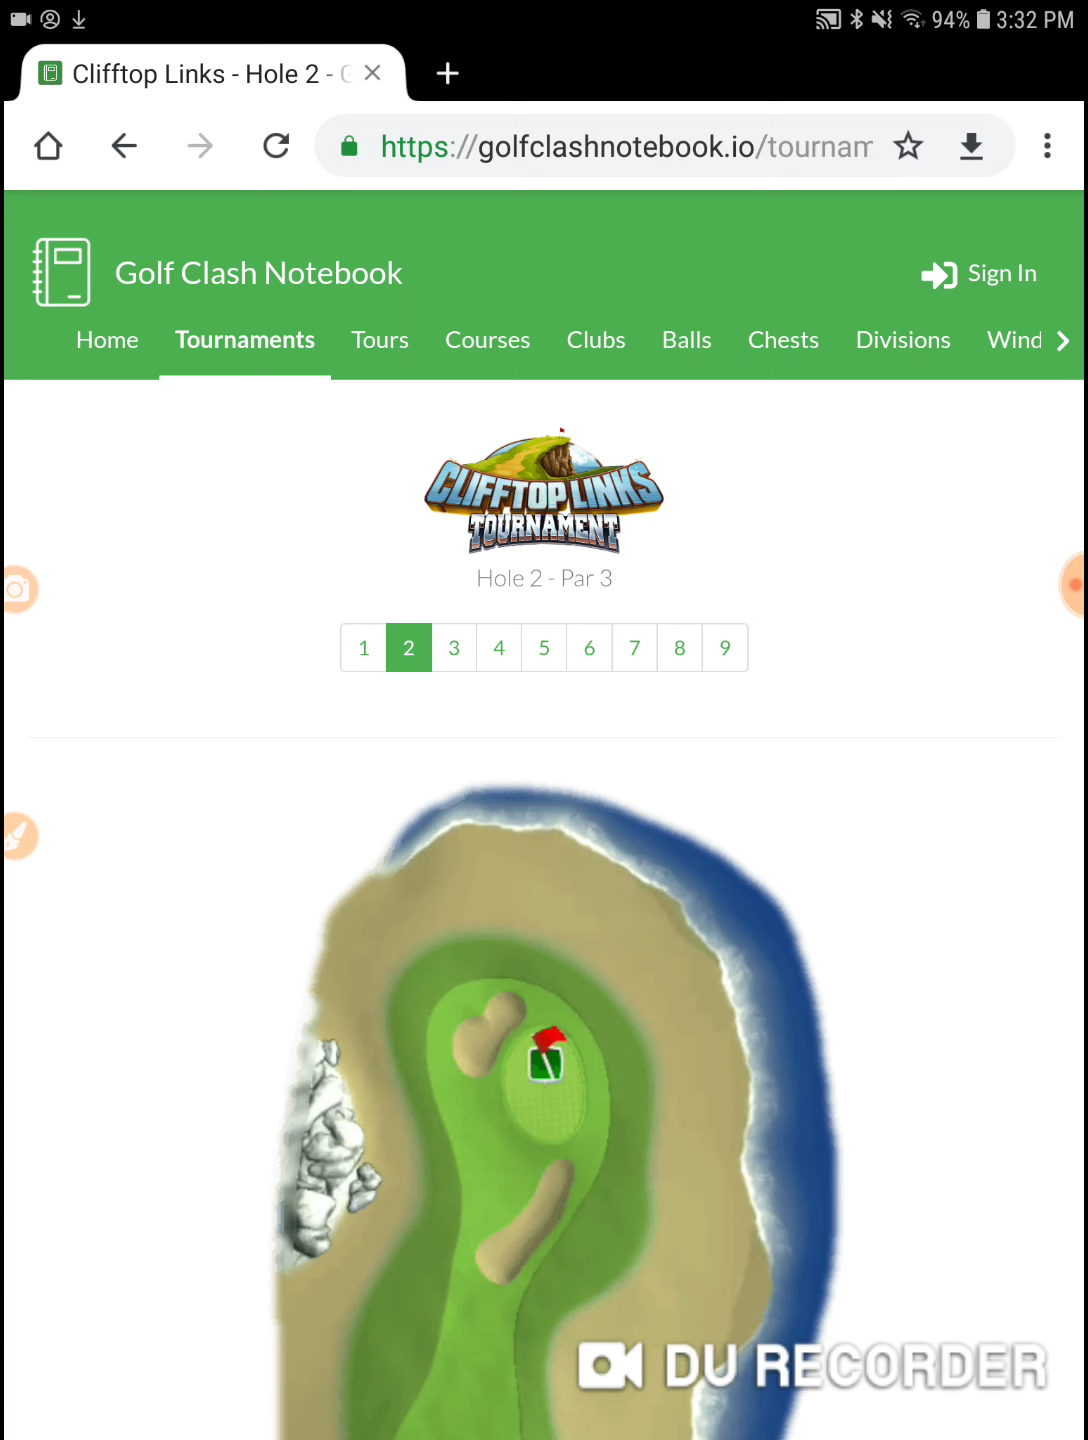 94% 3:32 PM
Clifftop Links - Hole 2 - G
https://golfclashnotebook.io/tournam
Golf Clash Notebook
Sign In
Home Tournaments Tours Courses Clubs Balls Chests Divisions Wind
CLIFFTOP LINKS
TOURNAMENT
Hole 2 - Par 3
1 2 3 4 5 6 7 8 9
DU RECORDER